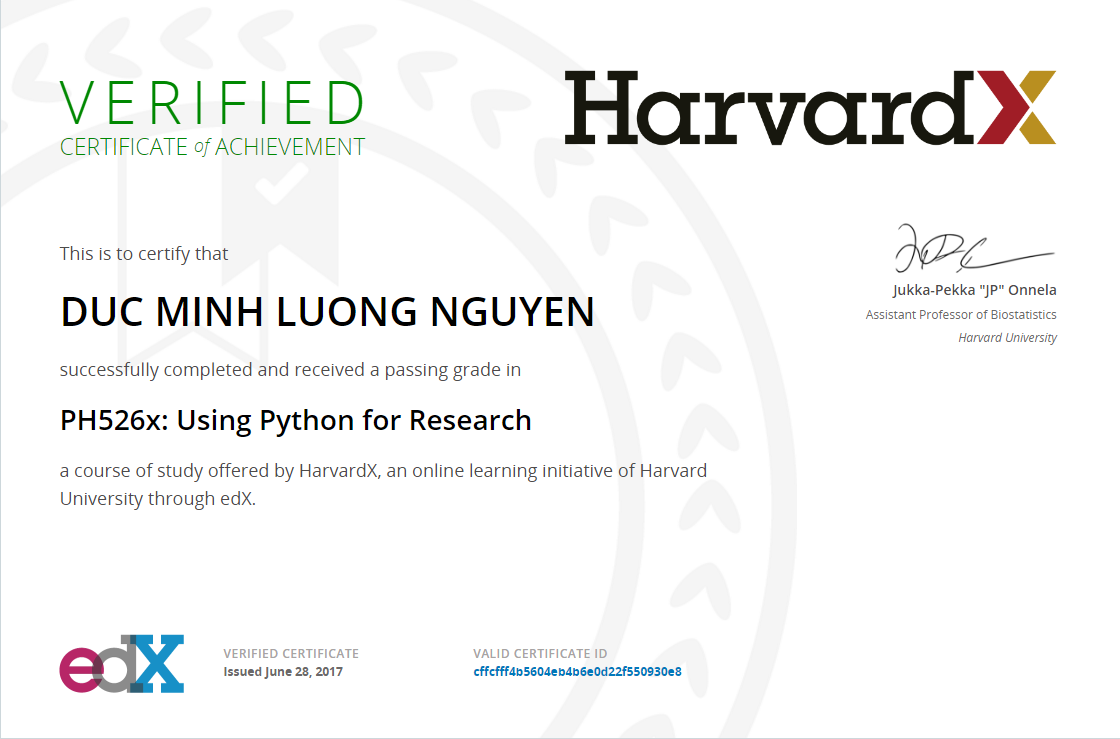 VERIFIED
CERTIFICATE of ACHIEVEMENT
HarvardX
This is to certify that
DUC MINH LUONG NGUYEN
successfully completed and received a passing grade in
PH526x: Using Python for Research
a course of study offered by HarvardX, an online learning initiative of Harvard
University through edX.
Jukka-Pekka "JP" Onnela
Assistant Professor of Biostatistics
Harvard University
edX
VERIFIED CERTIFICATE
Issued June 28, 2017
VALID CERTIFICATE ID
cffcfff4b5604eb4b6e0d22f550930e8